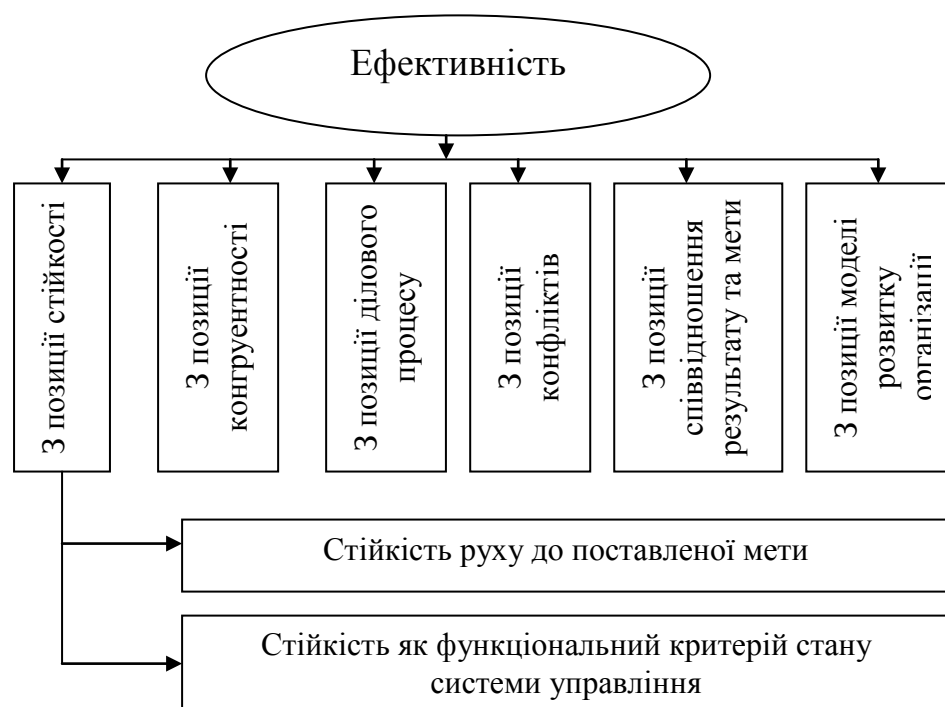 Ефективність
З позиції стійкості
З позиції
конгруентності
З позиції ділового
процесу
З позиції
конфліктів
З позиції
співвідношення
результату та мети
З позиції моделі
розвитку
організації
Стійкість руху до поставленої мети
Стійкість як функціональний критерій стану
системи управління